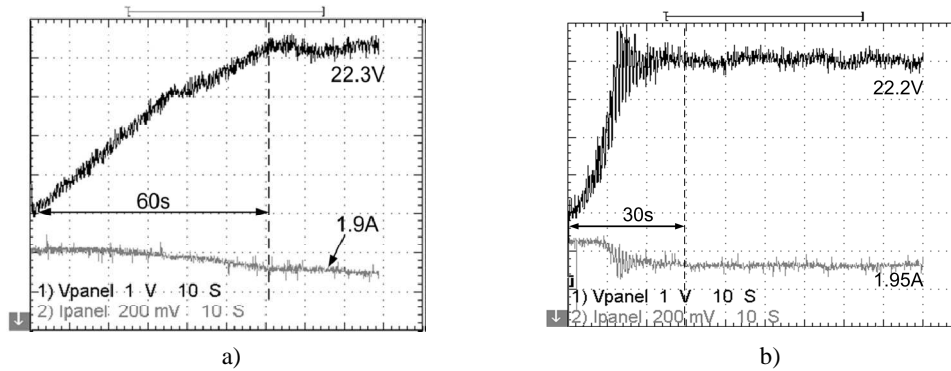 22.3V
60s
1.9A
1) Vpanel 1 V 10 S
2) Ipanel 200 mV 10 S
a)
22.2V
30s
1.95A
1) Vpanel 1 V 10 S
2) Ipanel 200 mV 10 S
b)